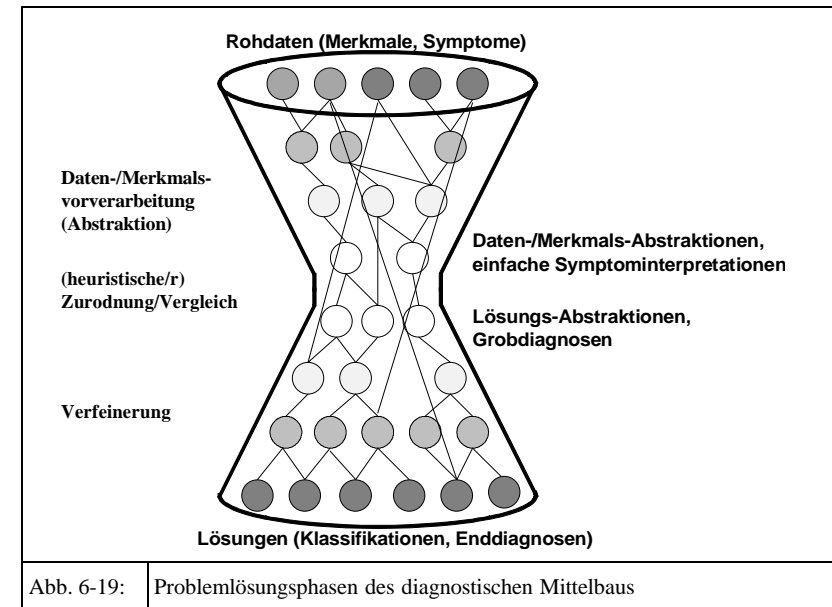 Rohdaten (Merkmale, Symptome)
Daten-/Merkmals-
vorverarbeitung
(Abstraktion)
Daten-/Merkmals-Abstraktionen,
einfache Symptominterpretationen
(heuristische/r)
Zurodnung/Vergleich
Lösungs-Abstraktionen,
Grobdiagnosen
Verfeinerung
Lösungen (Klassifikationen, Enddiagnosen)
Abb. 6-19: Problemlösungsphasen des diagnostischen Mittelbaus